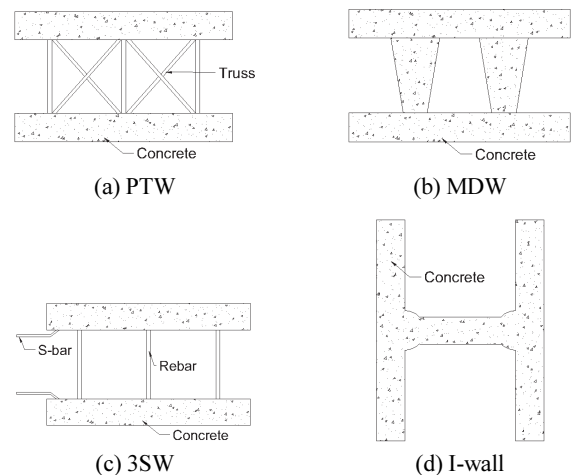 Truss
Concrete
(a) PTW
Concrete
(b) MDW
S-bar
Rebar
Concrete
(c) 3SW
Concrete
(d) I-wall